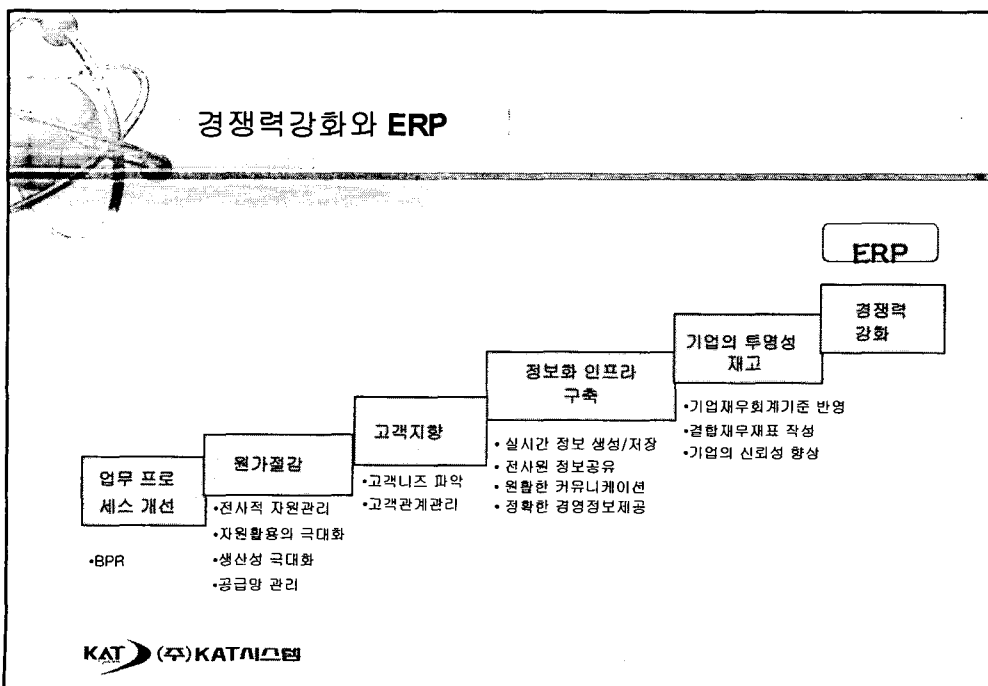 경쟁력강화와 ERP
ERP
경쟁력
강화
기업의 투명성
재고
•기업재우회계기준 반영
•결합재무재표 작성
•기업의 신뢰성 향상
정보화 인프라
구축
• 실시간 정보 생성/저장
• 전사원 정보공유
• 원활한 커뮤니케이션
• 정확한 경영정보제공
고객지향
•고객니즈 파악
•고객관계관리
원가절감
•전사적 자원관리
•자원활용의 극대화
•생산성 극대화
•공급망 관리
업무 프로
세스 개선
•BPR
KAT (주)KAT시스템